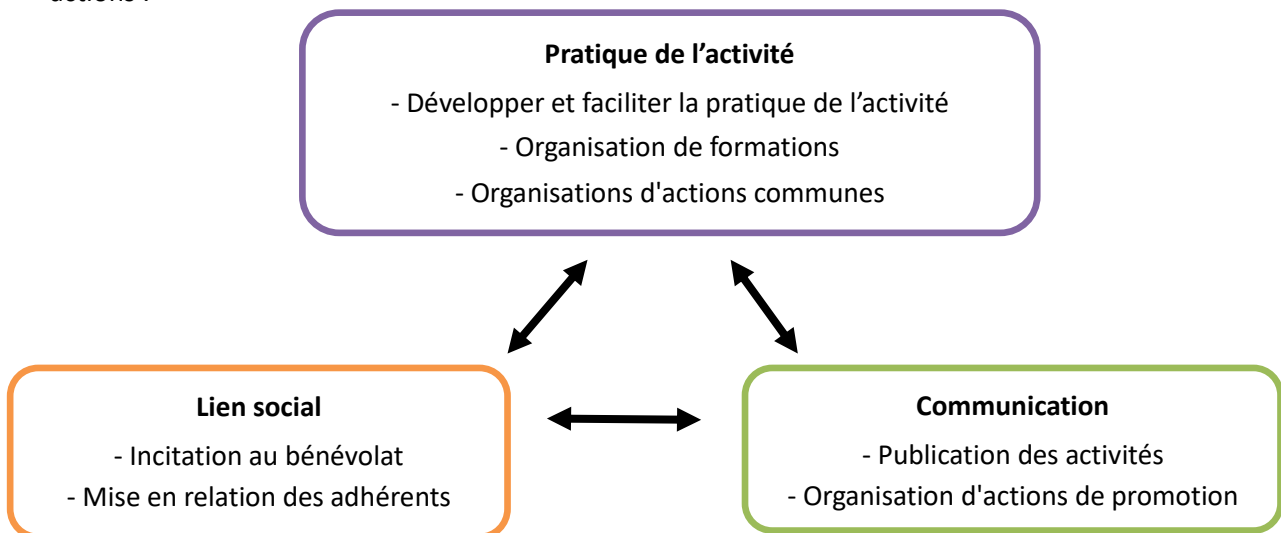 actions :
Pratique de l’activité
- Développer et faciliter la pratique de l’activité
- Organisation de formations
- Organisations d'actions communes
Lien social
- Incitation au bénévolat
- Mise en relation des adhérents
Communication
- Publication des activités
- Organisation d'actions de promotion